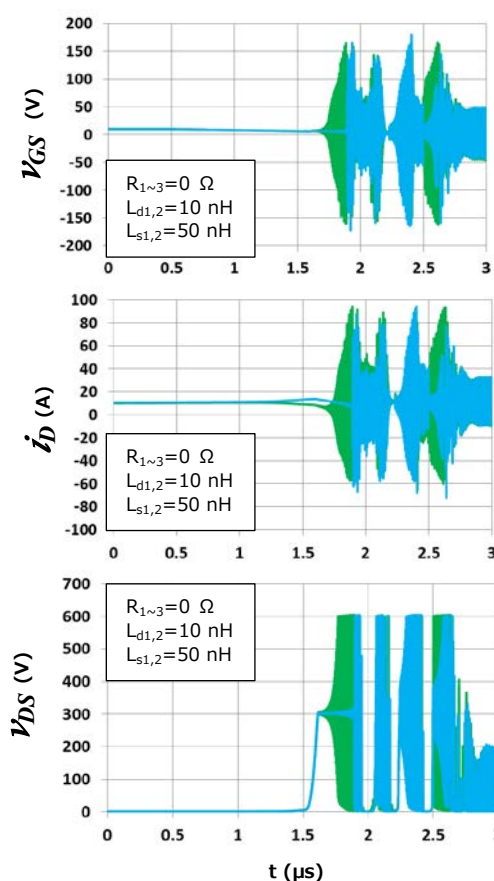 200
150
100
50
0
-50
-100
-150
-200
νGS (V)
R1~3=0 Ω
Ld1,2=10 nH
Ls1,2=50 nH
0 0.5 1 1.5 2 2.5 3
100
80
60
40
20
0
-20
-40
-60
-80
-100
iD (A)
R1~3=0 Ω
Ld1,2=10 nH
Ls1,2=50 nH
0 0.5 1 1.5 2 2.5 3
700
600
500
400
300
200
100
0
νDS (V)
R1~3=0 Ω
Ld1,2=10 nH
Ls1,2=50 nH
0 0.5 1 1.5 2 2.5
t (μs)